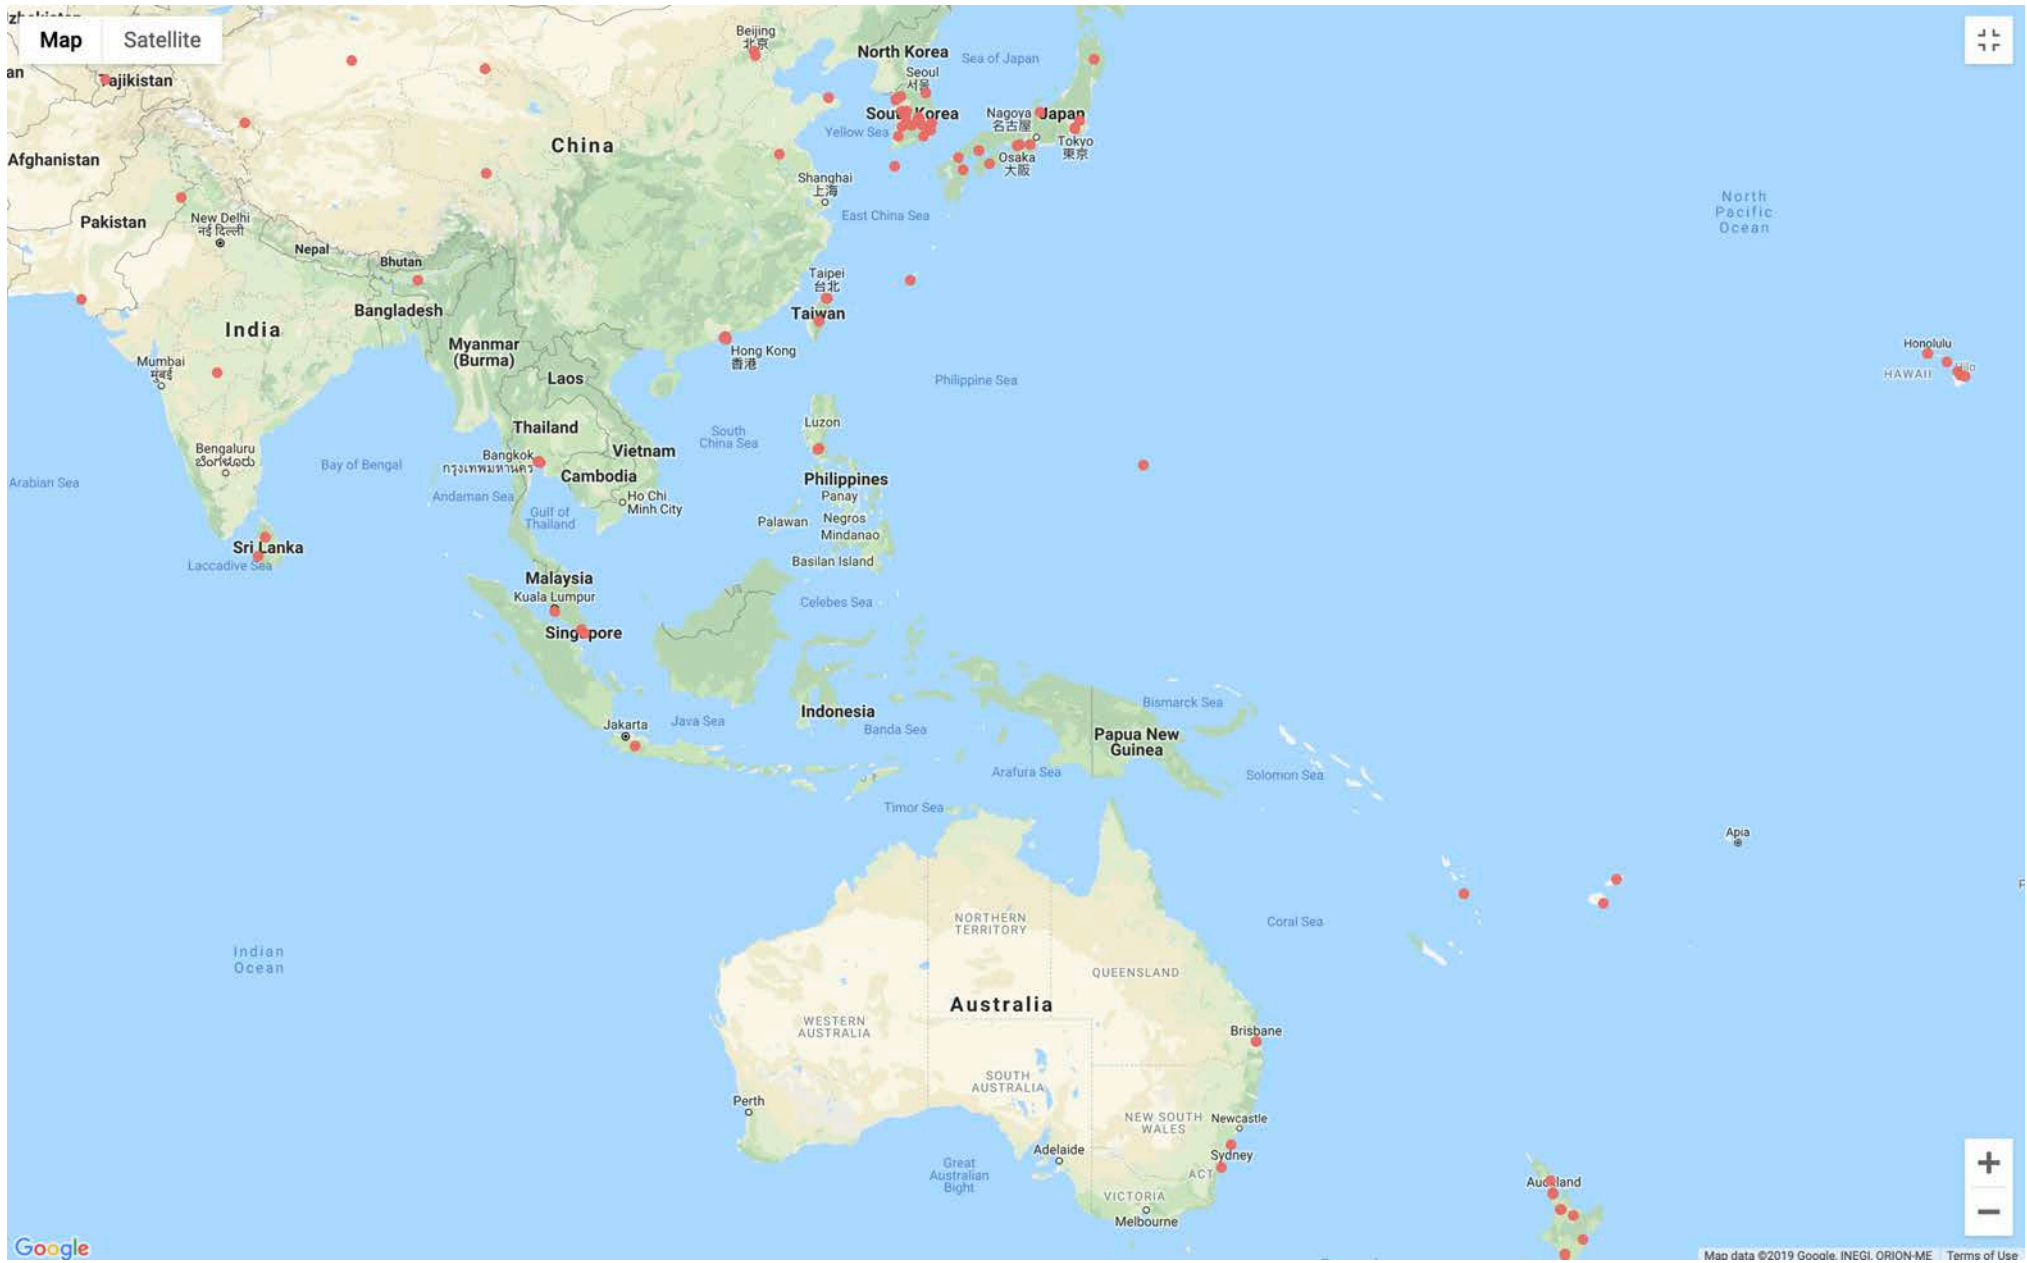 Map
Satellite
Beijing
北京
North Korea
Sea of Japan
Seoul
서울
Tajikistan
South Korea
Nagoya
名古屋
Japan
Yellow Sea
Tokyo
東京
China
Osaka
大阪
Afghanistan
Shanghai
上海
East China Sea
North
Pacific
Ocean
Pakistan
New Delhi
नई दिल्ली
Nepal
Bhutan
Taipei
台北
Bangladesh
Taiwan
India
Myanmar
(Burma)
Hong Kong
香港
Honolulu
HAWAII
Hilo
Mumbai
मुंबई
Laos
Philippine Sea
Thailand
Luzon
South
China Sea
Vietnam
Bengaluru
ಬೆಂಗಳೂರು
Bangkok
กรุงเทพมหานคร
Bay of Bengal
Cambodia
Philippines
Arabian Sea
Andaman Sea
Panay
Ho Chi
Minh City
Gulf of
Thailand
Palawan
Negros
Mindanao
Sri Lanka
Laccadive Sea
Basilan Island
Malaysia
Kuala Lumpur
Celebes Sea
Singapore
Indonesia
Bismarck Sea
Jakarta
Java Sea
Banda Sea
Papua New
Guinea
Arafura Sea
Solomon Sea
Timor Sea
Apia
NORTHERN
TERRITORY
Coral Sea
Indian
Ocean
QUEENSLAND
Australia
WESTERN
AUSTRALIA
Brisbane
SOUTH
AUSTRALIA
Perth
NEW SOUTH
WALES
Newcastle
Adelaide
Sydney
Great
Australian
Bight
ACT
VICTORIA
Melbourne
Auckland
Google
Map data ©2019 Google, INEGI, ORION-ME
Terms of Use